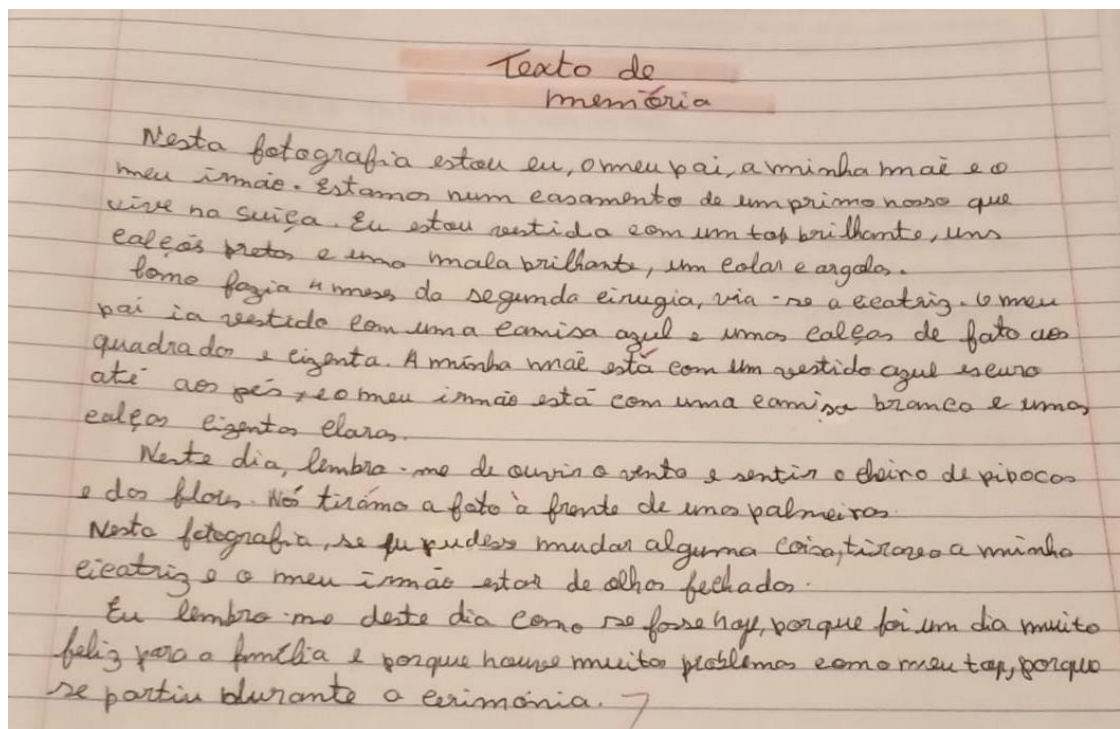 Texto de
memória
Nesta fotografia estou eu, o meu pai, a minha mãe e o
meu irmão. Estamos num casamento de um primo nosso que
vive na suiça. Eu estou vestida com um top brilhante, uns
calções pretos e uma mala brilhante, um colar e argolas.
Como fazia 4 meses da segunda cirugia, via-se a cicatriz. O meu
pai ia vestido com uma camisa azul e umas calças de fato aos
quadrados e cizenta. A minha mãe está com um vestido azul escuro
até aos pés, e o meu irmão está com uma camisa branca e umas
calças cizentas claras.
Neste dia, lembro-me de ouvir o vento e sentir o cheiro de pipocas
e das flores. Nós tirámo a foto à frente de umas palmeiras.
Nesta fotografia, se eu pudesse mudar alguma coisa, a minha
cicatriz e o meu irmão estar de olhos fechados.
Eu lembro-me deste dia como se fosse hoje, porque foi um dia muito
feliz para a família e porque houve muitos problemas com o meu top, porque
se partiu durante a cerimónia.